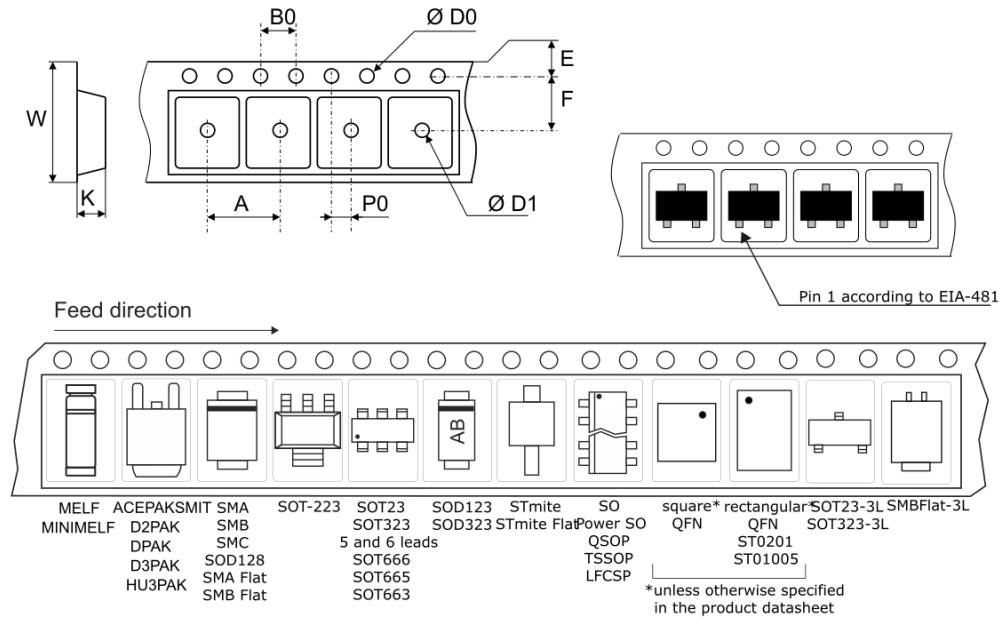 B0
Ø D0
E
F
W
K
A
P0
Ø D1
Pin 1 according to EIA-481
Feed direction
AB
MELF
MINIMELF
ACEPAKSMIT
D2PAK
DPAK
D3PAK
HU3PAK
SMA
SMB
SMC
SOD128
SMA Flat
SMB Flat
SOT-223
SOT23
SOT323
5 and 6 leads
SOT666
SOT665
SOT663
SOD123
SOD323
STmite
STmite Flat
SO
Power SO
QSOP
TSSOP
LFCSP
square*
QFN
rectangular*
QFN
ST0201
ST01005
SOT23-3L
SOT323-3L
SMBFlat-3L
*unless otherwise specified
in the product datasheet